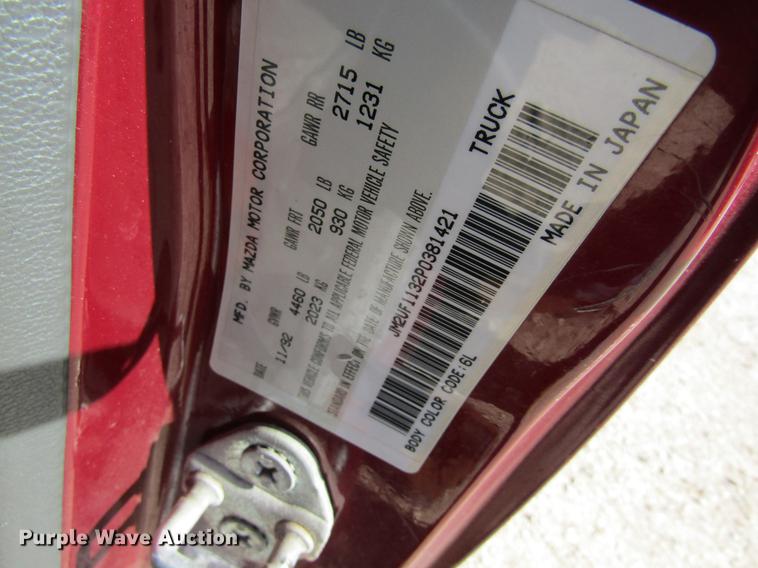 MFD. BY MAZDA MOTOR CORPORATION
DATE GVWR GAWR FRT GAWR RR
11/92 4460 LB 2050 LB 2715 LB
2023 KG 930 KG 1231 KG
THIS VEHICLE CONFORMS TO ALL APPLICABLE FEDERAL MOTOR VEHICLE SAFETY
STANDARD IN EFFECT ON THE DATE OF MANUFACTURE SHOWN ABOVE.
JM2UF1132P0381421 TRUCK
BODY COLOR CODE:6L MADE IN JAPAN
Purple Wave Auction